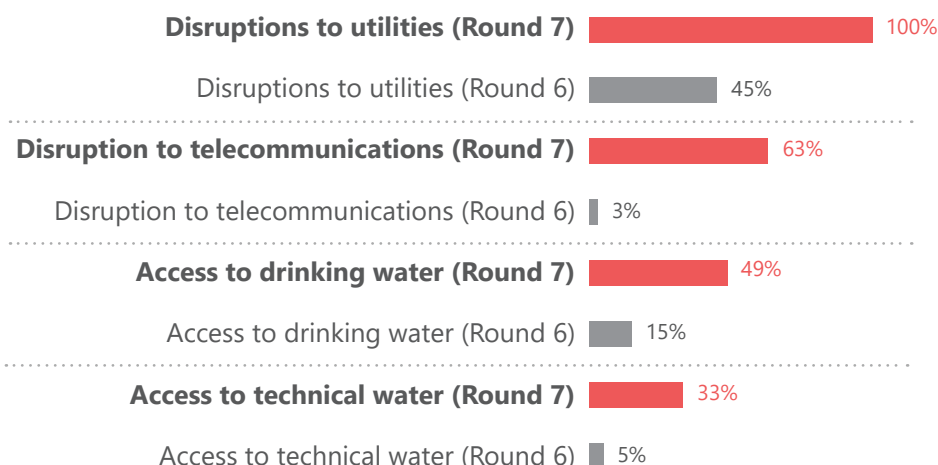 Disruptions to utilities (Round 7) 100%
Disruptions to utilities (Round 6) 45%
Disruption to telecommunications (Round 7) 63%
Disruption to telecommunications (Round 6) 3%
Access to drinking water (Round 7) 49%
Access to drinking water (Round 6) 15%
Access to technical water (Round 7) 33%
Access to technical water (Round 6) 5%